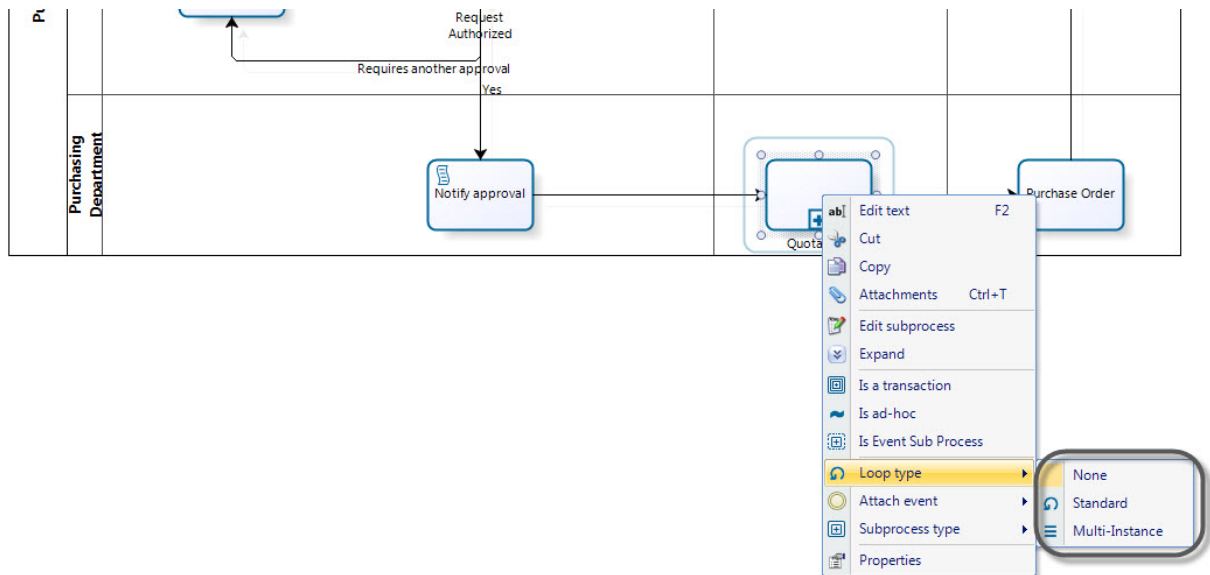 Pu
Request
Authorized
Requires another approval
Yes
Purchasing
Department
Notify approval
Purchase Order
Quota
Edit text F2
Cut
Copy
Attachments Ctrl+T
Edit subprocess
Expand
Is a transaction
Is ad-hoc
Is Event Sub Process
Loop type
Attach event
Subprocess type
Properties
None
Standard
Multi-Instance